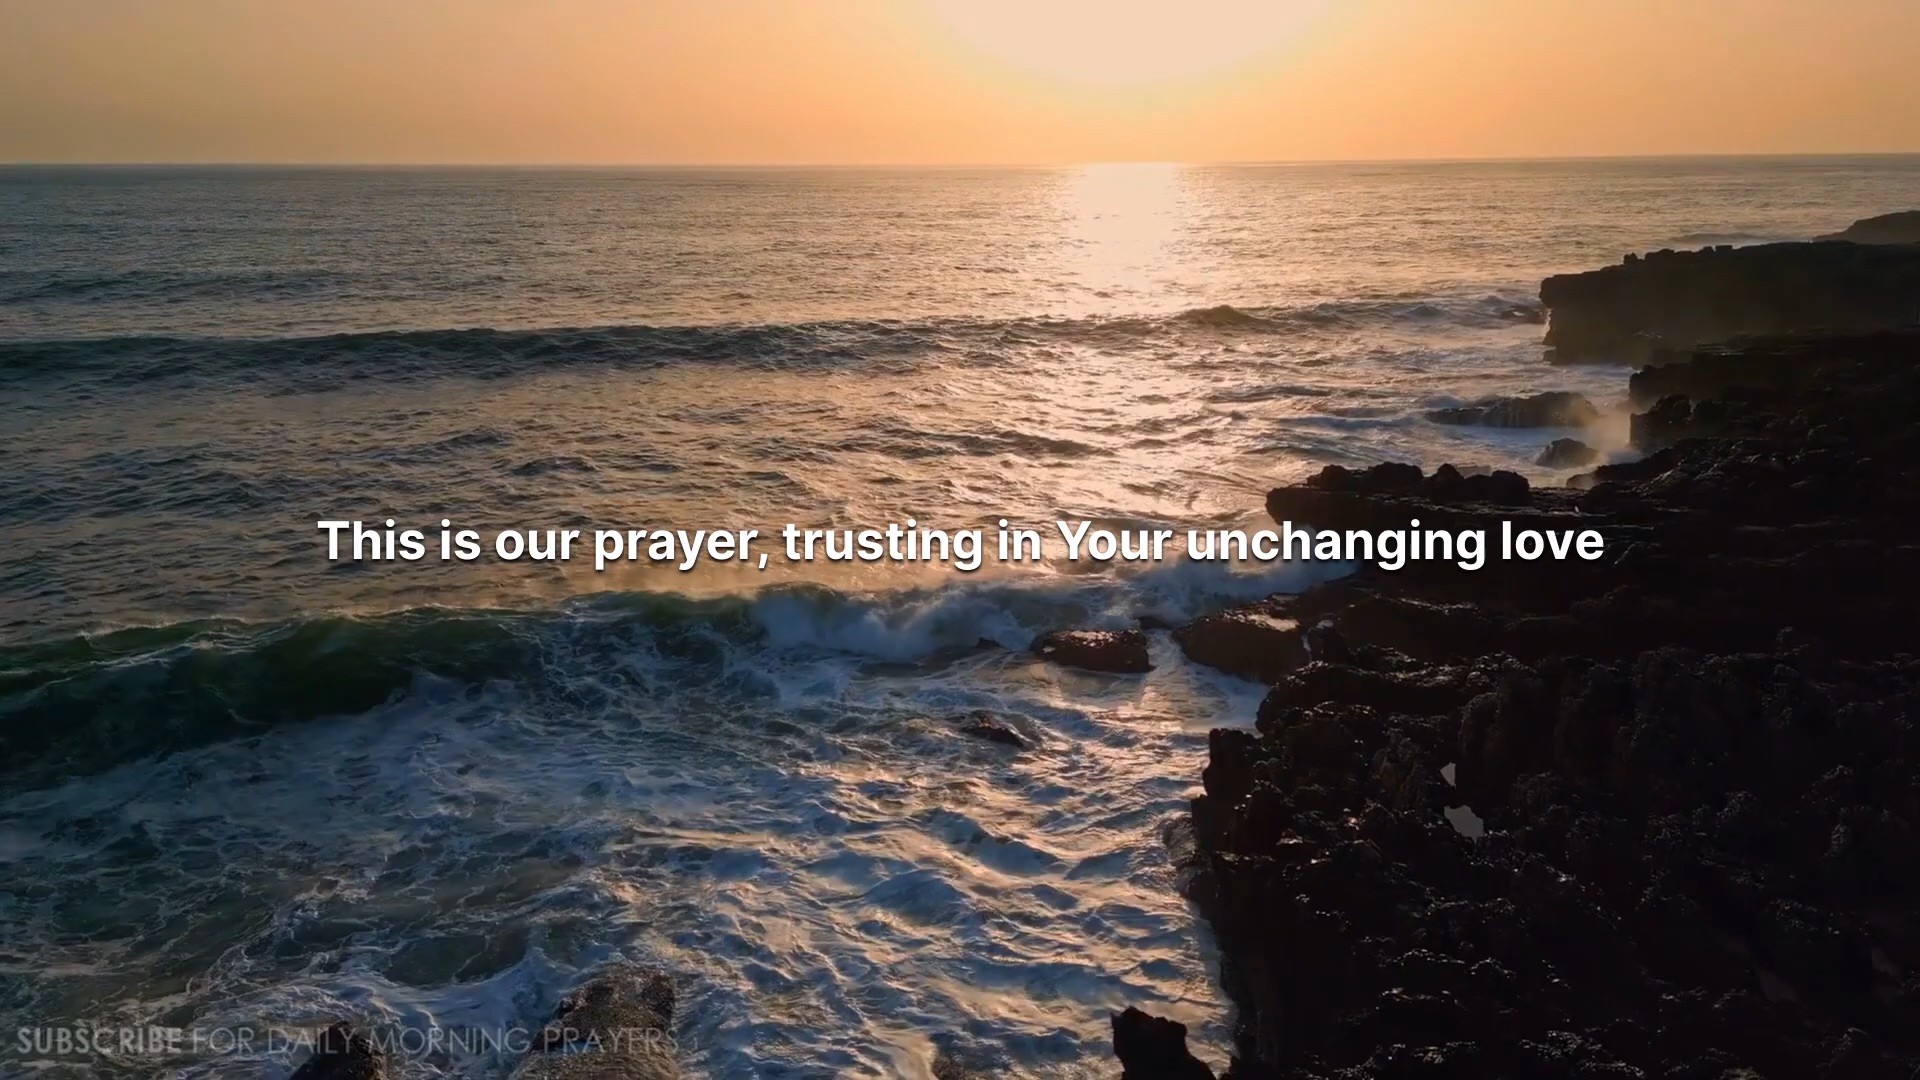 This is our prayer, trusting in Your unchanging love
SUBSCRIBE FOR DAILY MORNING PRAYERS